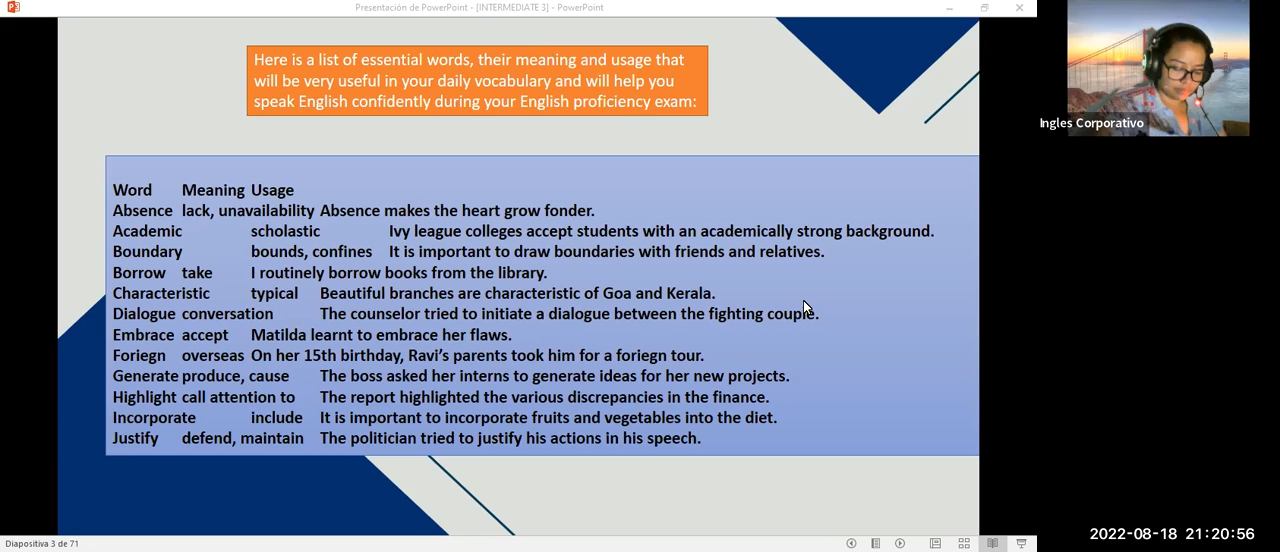 Presentación de PowerPoint - [INTERMEDIATE 3] - PowerPoint
Here is a list of essential words, their meaning and usage that
will be very useful in your daily vocabulary and will help you
speak English confidently during your English proficiency exam:
Ingles Corporativo
Word Meaning Usage
Absence lack, unavailability Absence makes the heart grow fonder.
Academic scholastic Ivy league colleges accept students with an academically strong background.
Boundary bounds, confines It is important to draw boundaries with friends and relatives.
Borrow take I routinely borrow books from the library.
Characteristic typical Beautiful branches are characteristic of Goa and Kerala.
Dialogue conversation The counselor tried to initiate a dialogue between the fighting couple.
Embrace accept Matilda learnt to embrace her flaws.
Foriegn overseas On her 15th birthday, Ravi's parents took him for a foriegn tour.
Generate produce, cause The boss asked her interns to generate ideas for her new projects.
Highlight call attention to The report highlighted the various discrepancies in the finance.
Incorporate include It is important to incorporate fruits and vegetables into the diet.
Justify defend, maintain The politician tried to justify his actions in his speech.
Diapositiva 3 de 71
2022-08-18 21:20:56